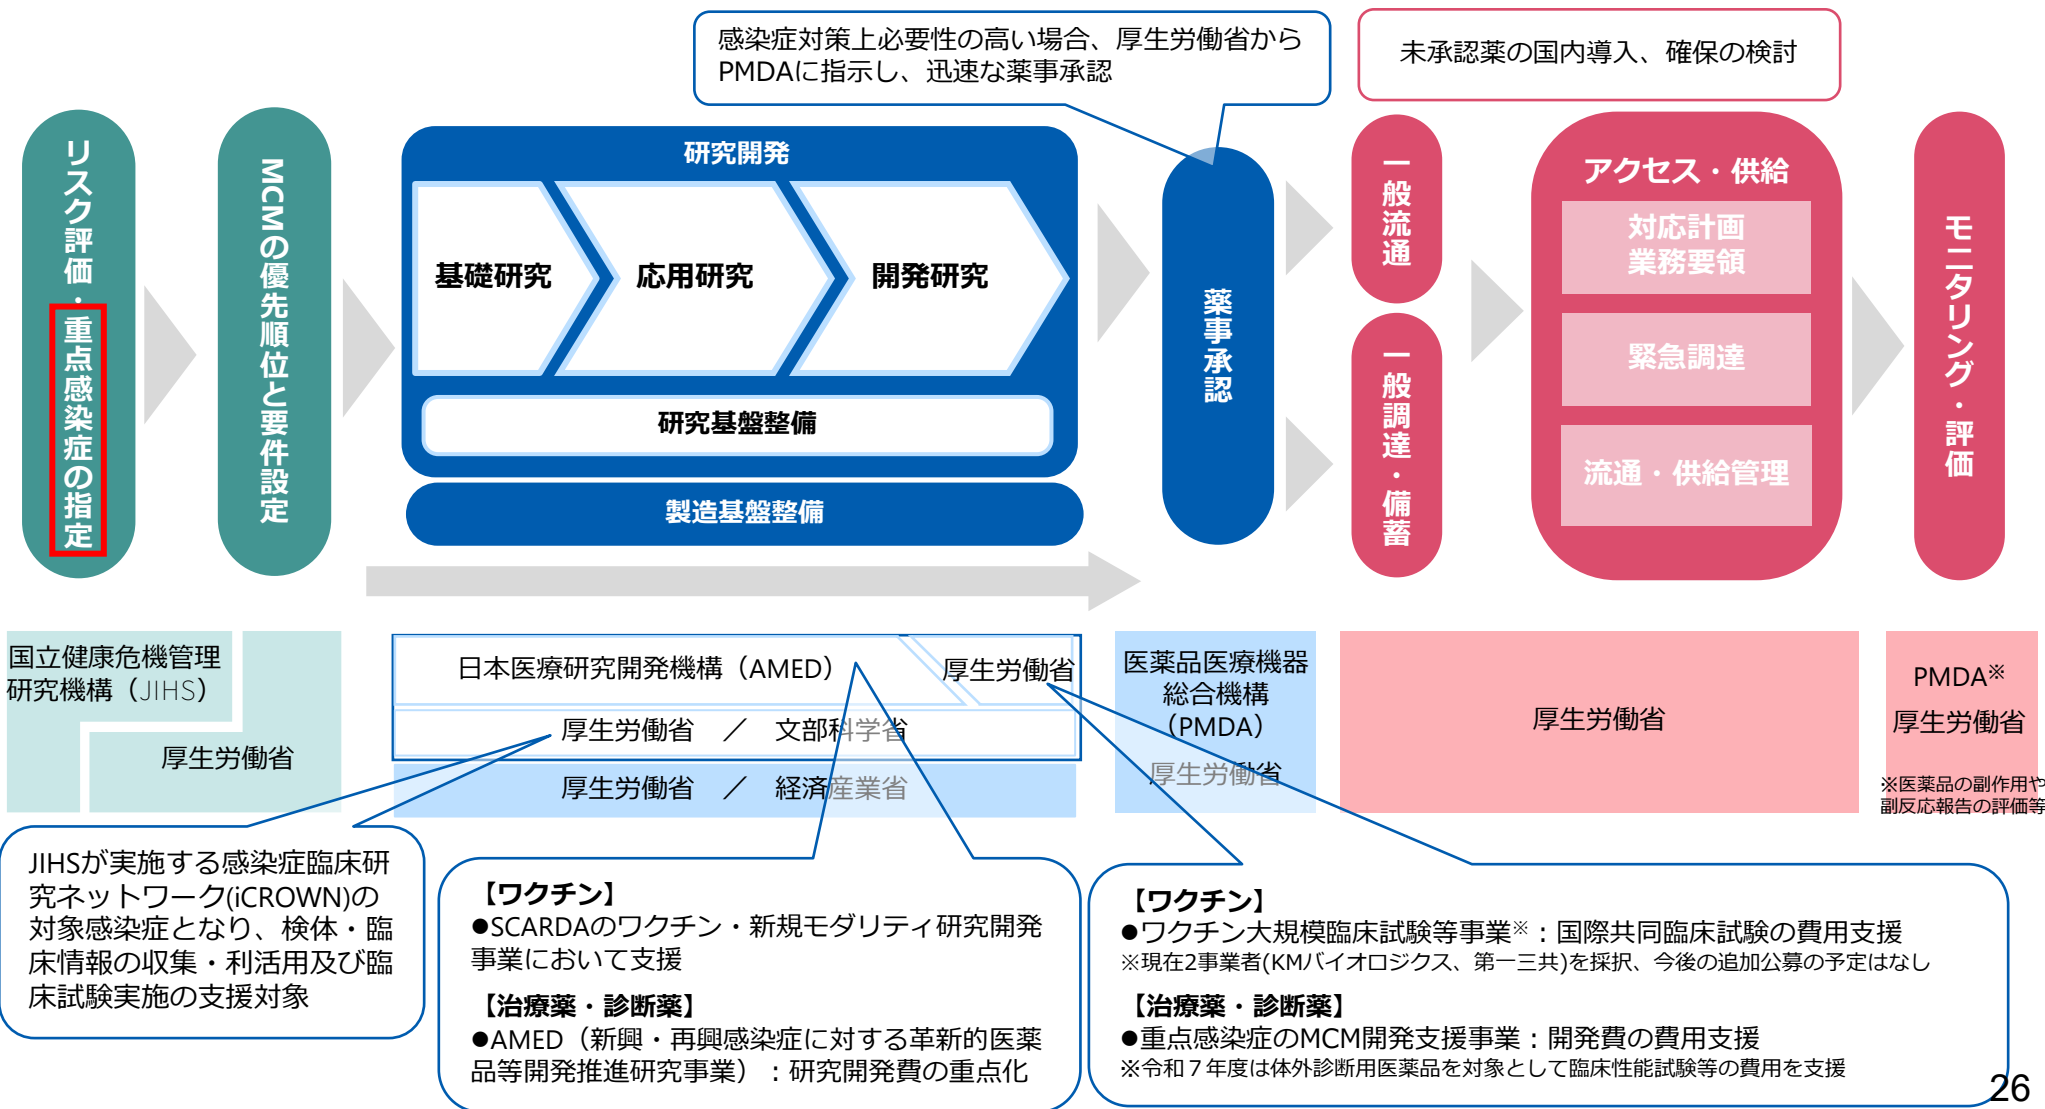 感染症対策上必要性の高い場合、厚生労働省から
PMDAに指示し、迅速な薬事承認
未承認薬の国内導入、確保の検討
リスク評価・重点感染症の指定
MCMの優先順位と要件設定
研究開発
基礎研究
応用研究
開発研究
研究基盤整備
製造基盤整備
薬事承認
一般流通
一般調達・備蓄
アクセス・供給
対応計画
業務要領
緊急調達
流通・供給管理
モニタリング・評価
国立健康危機管理
研究機構（JIHS）
厚生労働省
日本医療研究開発機構（AMED）
厚生労働省
厚生労働省　／　文部科学省
厚生労働省　／　経済産業省
医薬品医療機器
総合機構
（PMDA）
厚生労働省
厚生労働省
PMDA※
厚生労働省
※医薬品の副作用や
副反応報告の評価等
JIHSが実施する感染症臨床研
究ネットワーク(iCROWN)の
対象感染症となり、検体・臨
床情報の収集・利活用及び臨
床試験実施の支援対象
【ワクチン】
●SCARDAのワクチン・新規モダリティ研究開発
事業において支援
【治療薬・診断薬】
●AMED（新興・再興感染症に対する革新的医薬
品等開発推進研究事業）：研究開発費の重点化
【ワクチン】
●ワクチン大規模臨床試験等事業※：国際共同臨床試験の費用支援
※現在2事業者(KMバイオロジクス、第一三共)を採択、今後の追加公募の予定はなし
【治療薬・診断薬】
●重点感染症のMCM開発支援事業：開発費の費用支援
※令和７年度は体外診断用医薬品を対象として臨床性能試験等の費用を支援
26